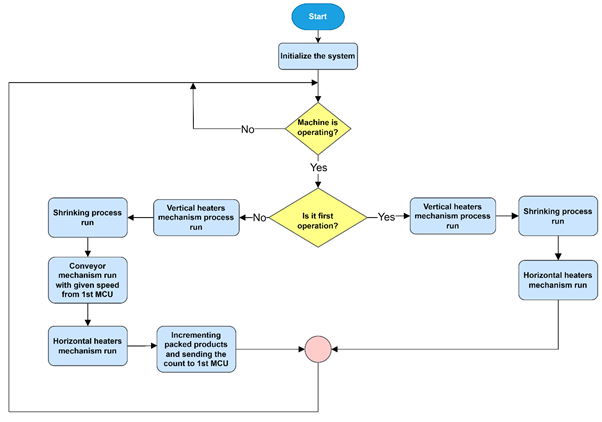 Start
Initialize the system
Machine is
operating?
No
Yes
Is it first
operation?
No
Yes
Vertical heaters
mechanism process
run
Shrinking process
run
Conveyor
mechanism run
with given speed
from 1st MCU
Horizontal heaters
mechanism run
Incrementing
packed products
and sending the
count to 1st MCU
Vertical heaters
mechanism process
run
Shrinking process
run
Horizontal heaters
mechanism run